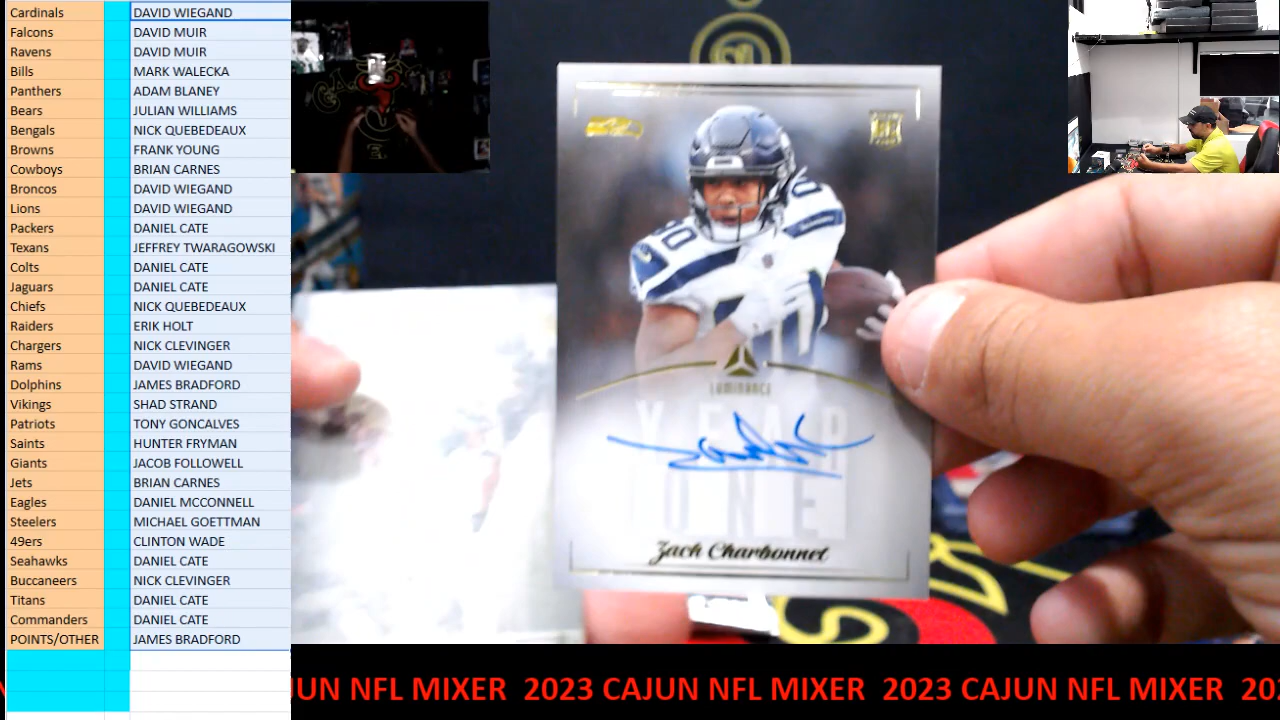 Cardinals DAVID WIEGAND
Falcons DAVID MUIR
Ravens DAVID MUIR
Bills MARK WALECKA
Panthers ADAM BLANEY
Bears JULIAN WILLIAMS
Bengals NICK QUEBEDEAUX
Browns FRANK YOUNG
Cowboys BRIAN CARNES
Broncos DAVID WIEGAND
Lions DAVID WIEGAND
Packers DANIEL CATE
Texans JEFFREY TWARAGOWSKI
Colts DANIEL CATE
Jaguars DANIEL CATE
Chiefs NICK QUEBEDEAUX
Raiders ERIK HOLT
Chargers NICK CLEVINGER
Rams DAVID WIEGAND
Dolphins JAMES BRADFORD
Vikings SHAD STRAND
Patriots TONY GONCALVES
Saints HUNTER FRYMAN
Giants JACOB FOLLOWELL
Jets BRIAN CARNES
Eagles DANIEL MCCONNELL
Steelers MICHAEL GOETTMAN
49ers CLINTON WADE
Seahawks DANIEL CATE
Buccaneers NICK CLEVINGER
Titans DANIEL CATE
Commanders DANIEL CATE
POINTS/OTHER JAMES BRADFORD
LUMINANCE
YEAR
ONE
Zach Charbonnet
JUN NFL MIXER 2023 CAJUN NFL MIXER 2023 CAJUN NFL MIXER 20